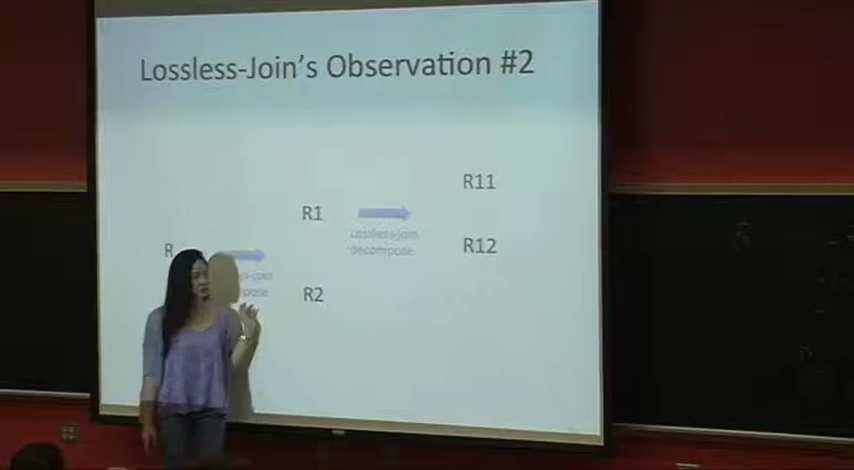 Lossless-Join's Observation #2
R11
R1
Lossless-join
decompose
R12
R
R2